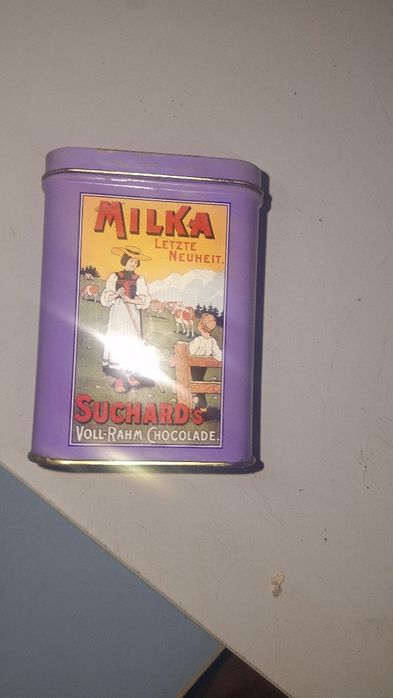 MILKA
LETZTE
NEUHEIT.
SUCHARD's
VOLL-RAHM CHOCOLADE.